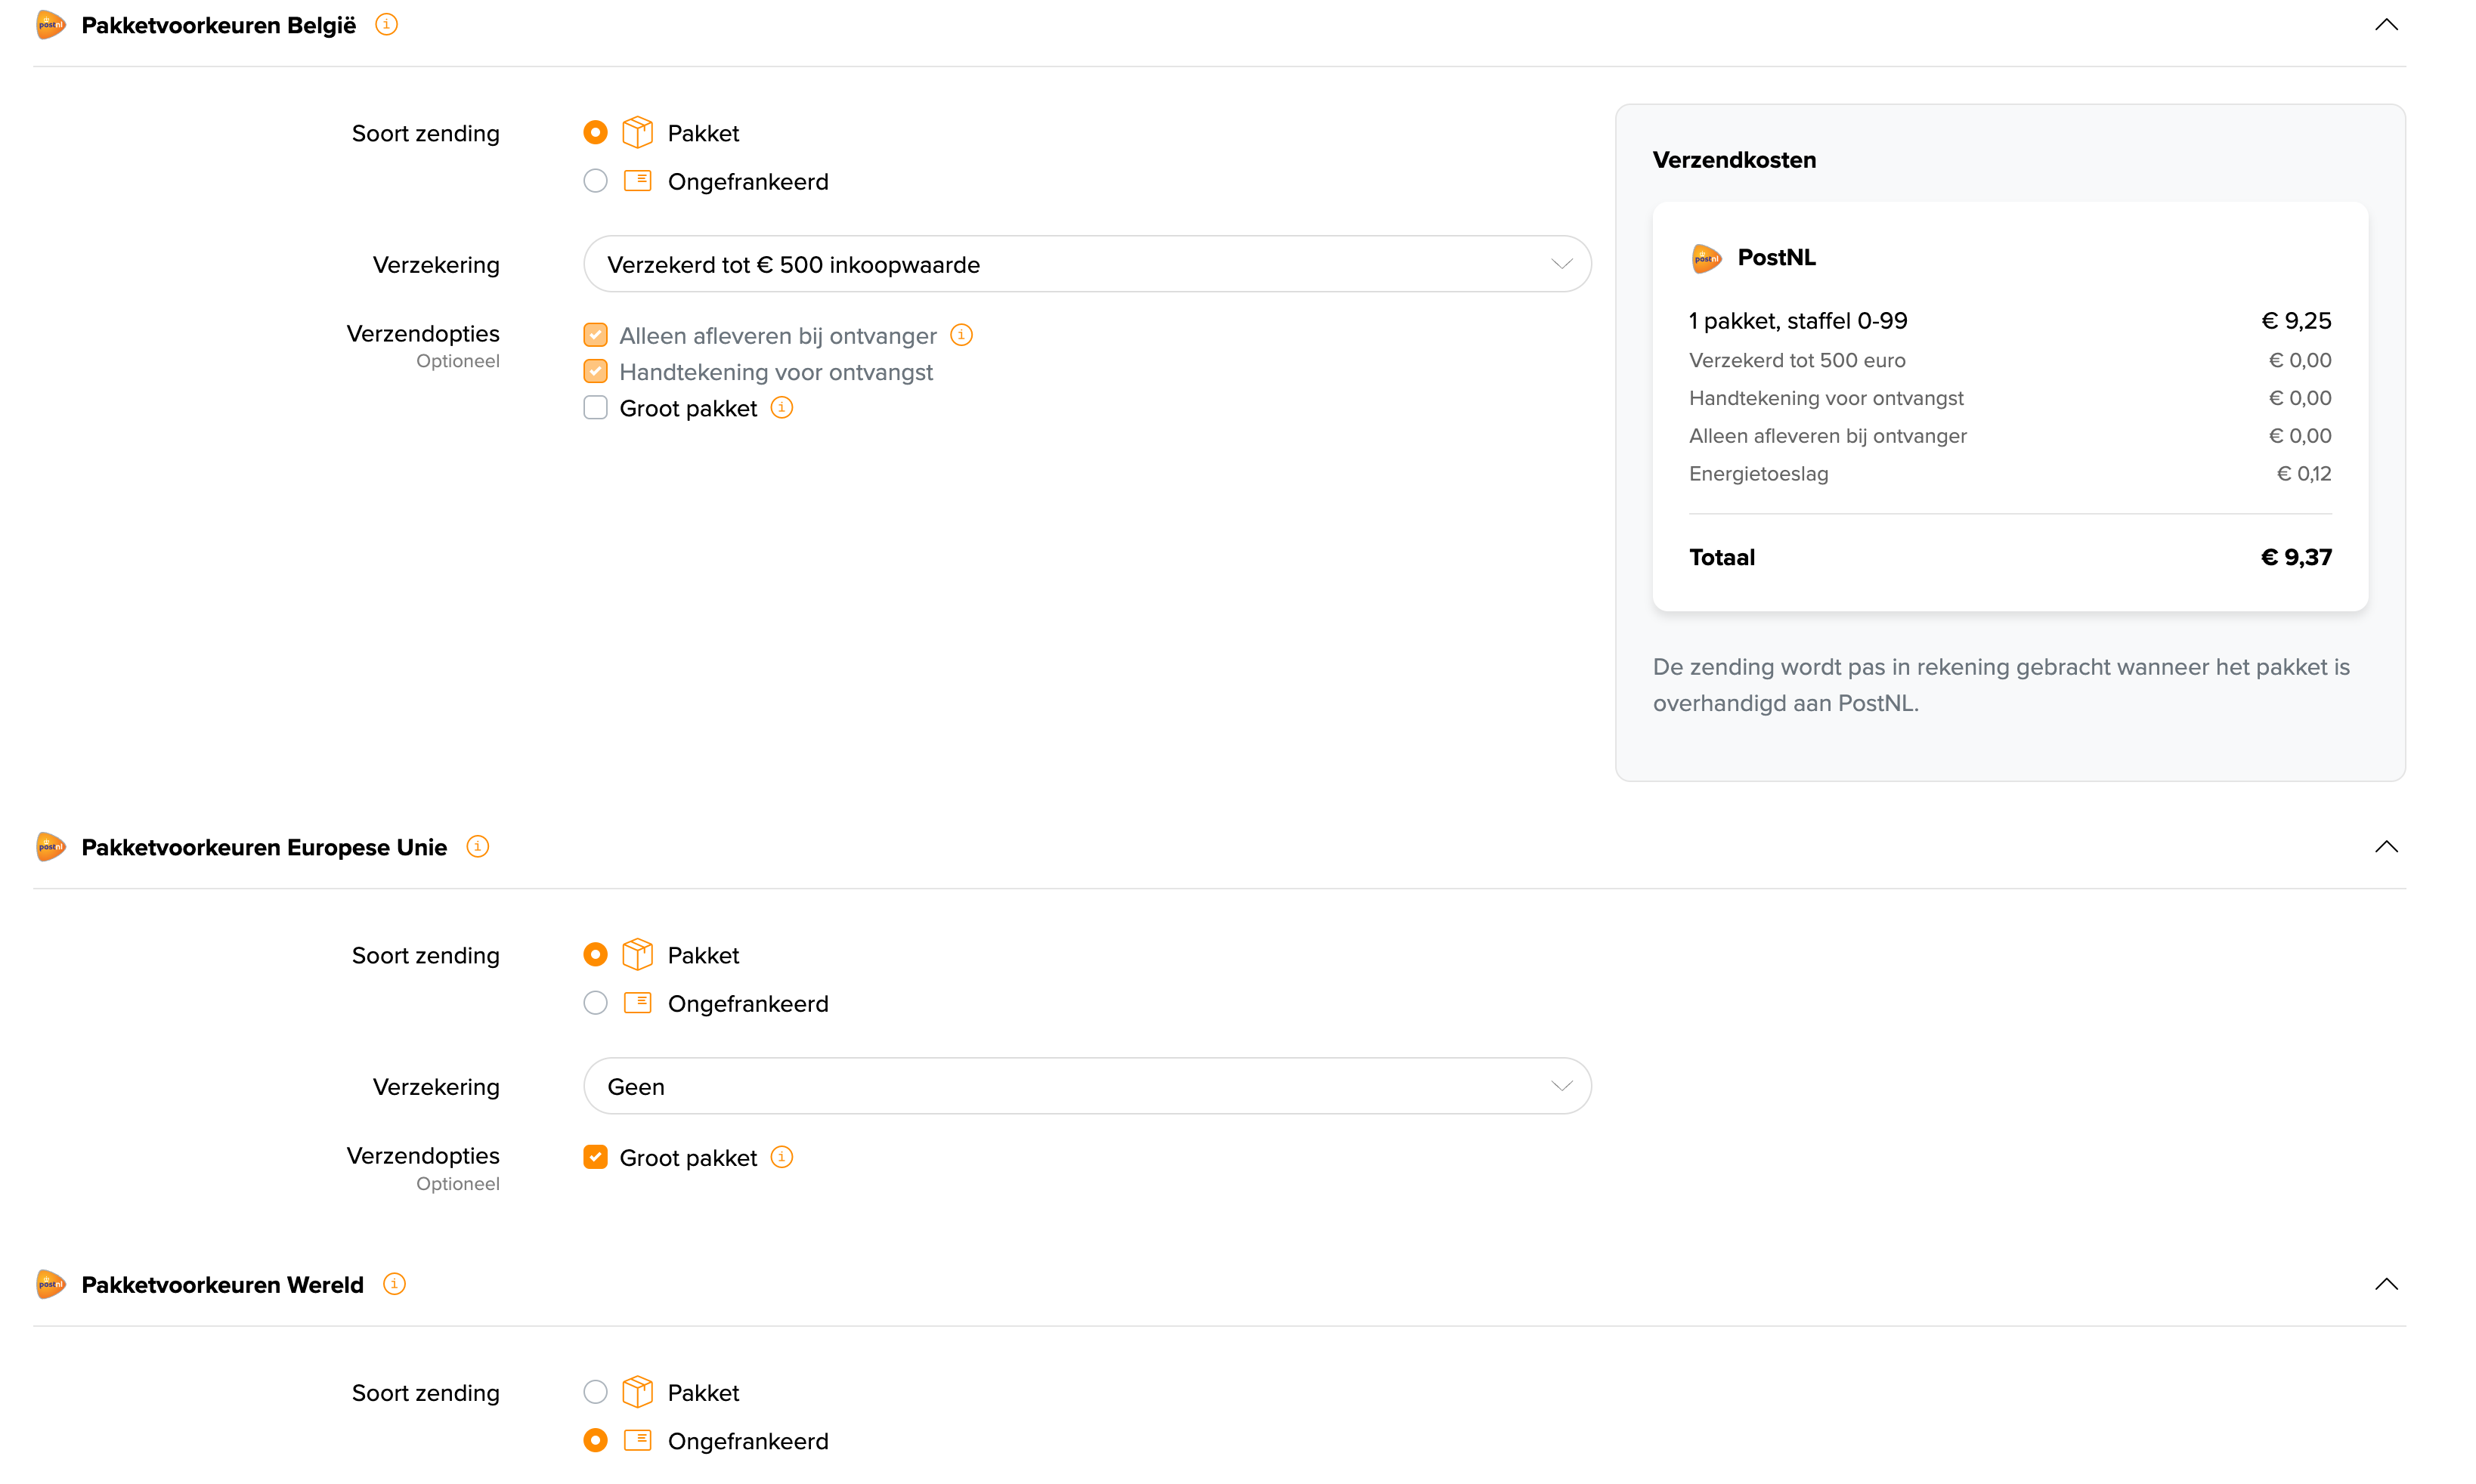 postnl Pakketvoorkeuren België
Soort zending
Pakket
Ongefrankeerd
Verzekering
Verzekerd tot € 500 inkoopwaarde
Verzendopties
Optioneel
Alleen afleveren bij ontvanger
Handtekening voor ontvangst
Groot pakket
Verzendkosten
postnl PostNL
1 pakket, staffel 0-99 € 9,25
Verzekerd tot 500 euro € 0,00
Handtekening voor ontvangst € 0,00
Alleen afleveren bij ontvanger € 0,00
Energietoeslag € 0,12
Totaal € 9,37
De zending wordt pas in rekening gebracht wanneer het pakket is
overhandigd aan PostNL.
postnl Pakketvoorkeuren Europese Unie
Soort zending
Pakket
Ongefrankeerd
Verzekering
Geen
Verzendopties
Optioneel
Groot pakket
postnl Pakketvoorkeuren Wereld
Soort zending
Pakket
Ongefrankeerd